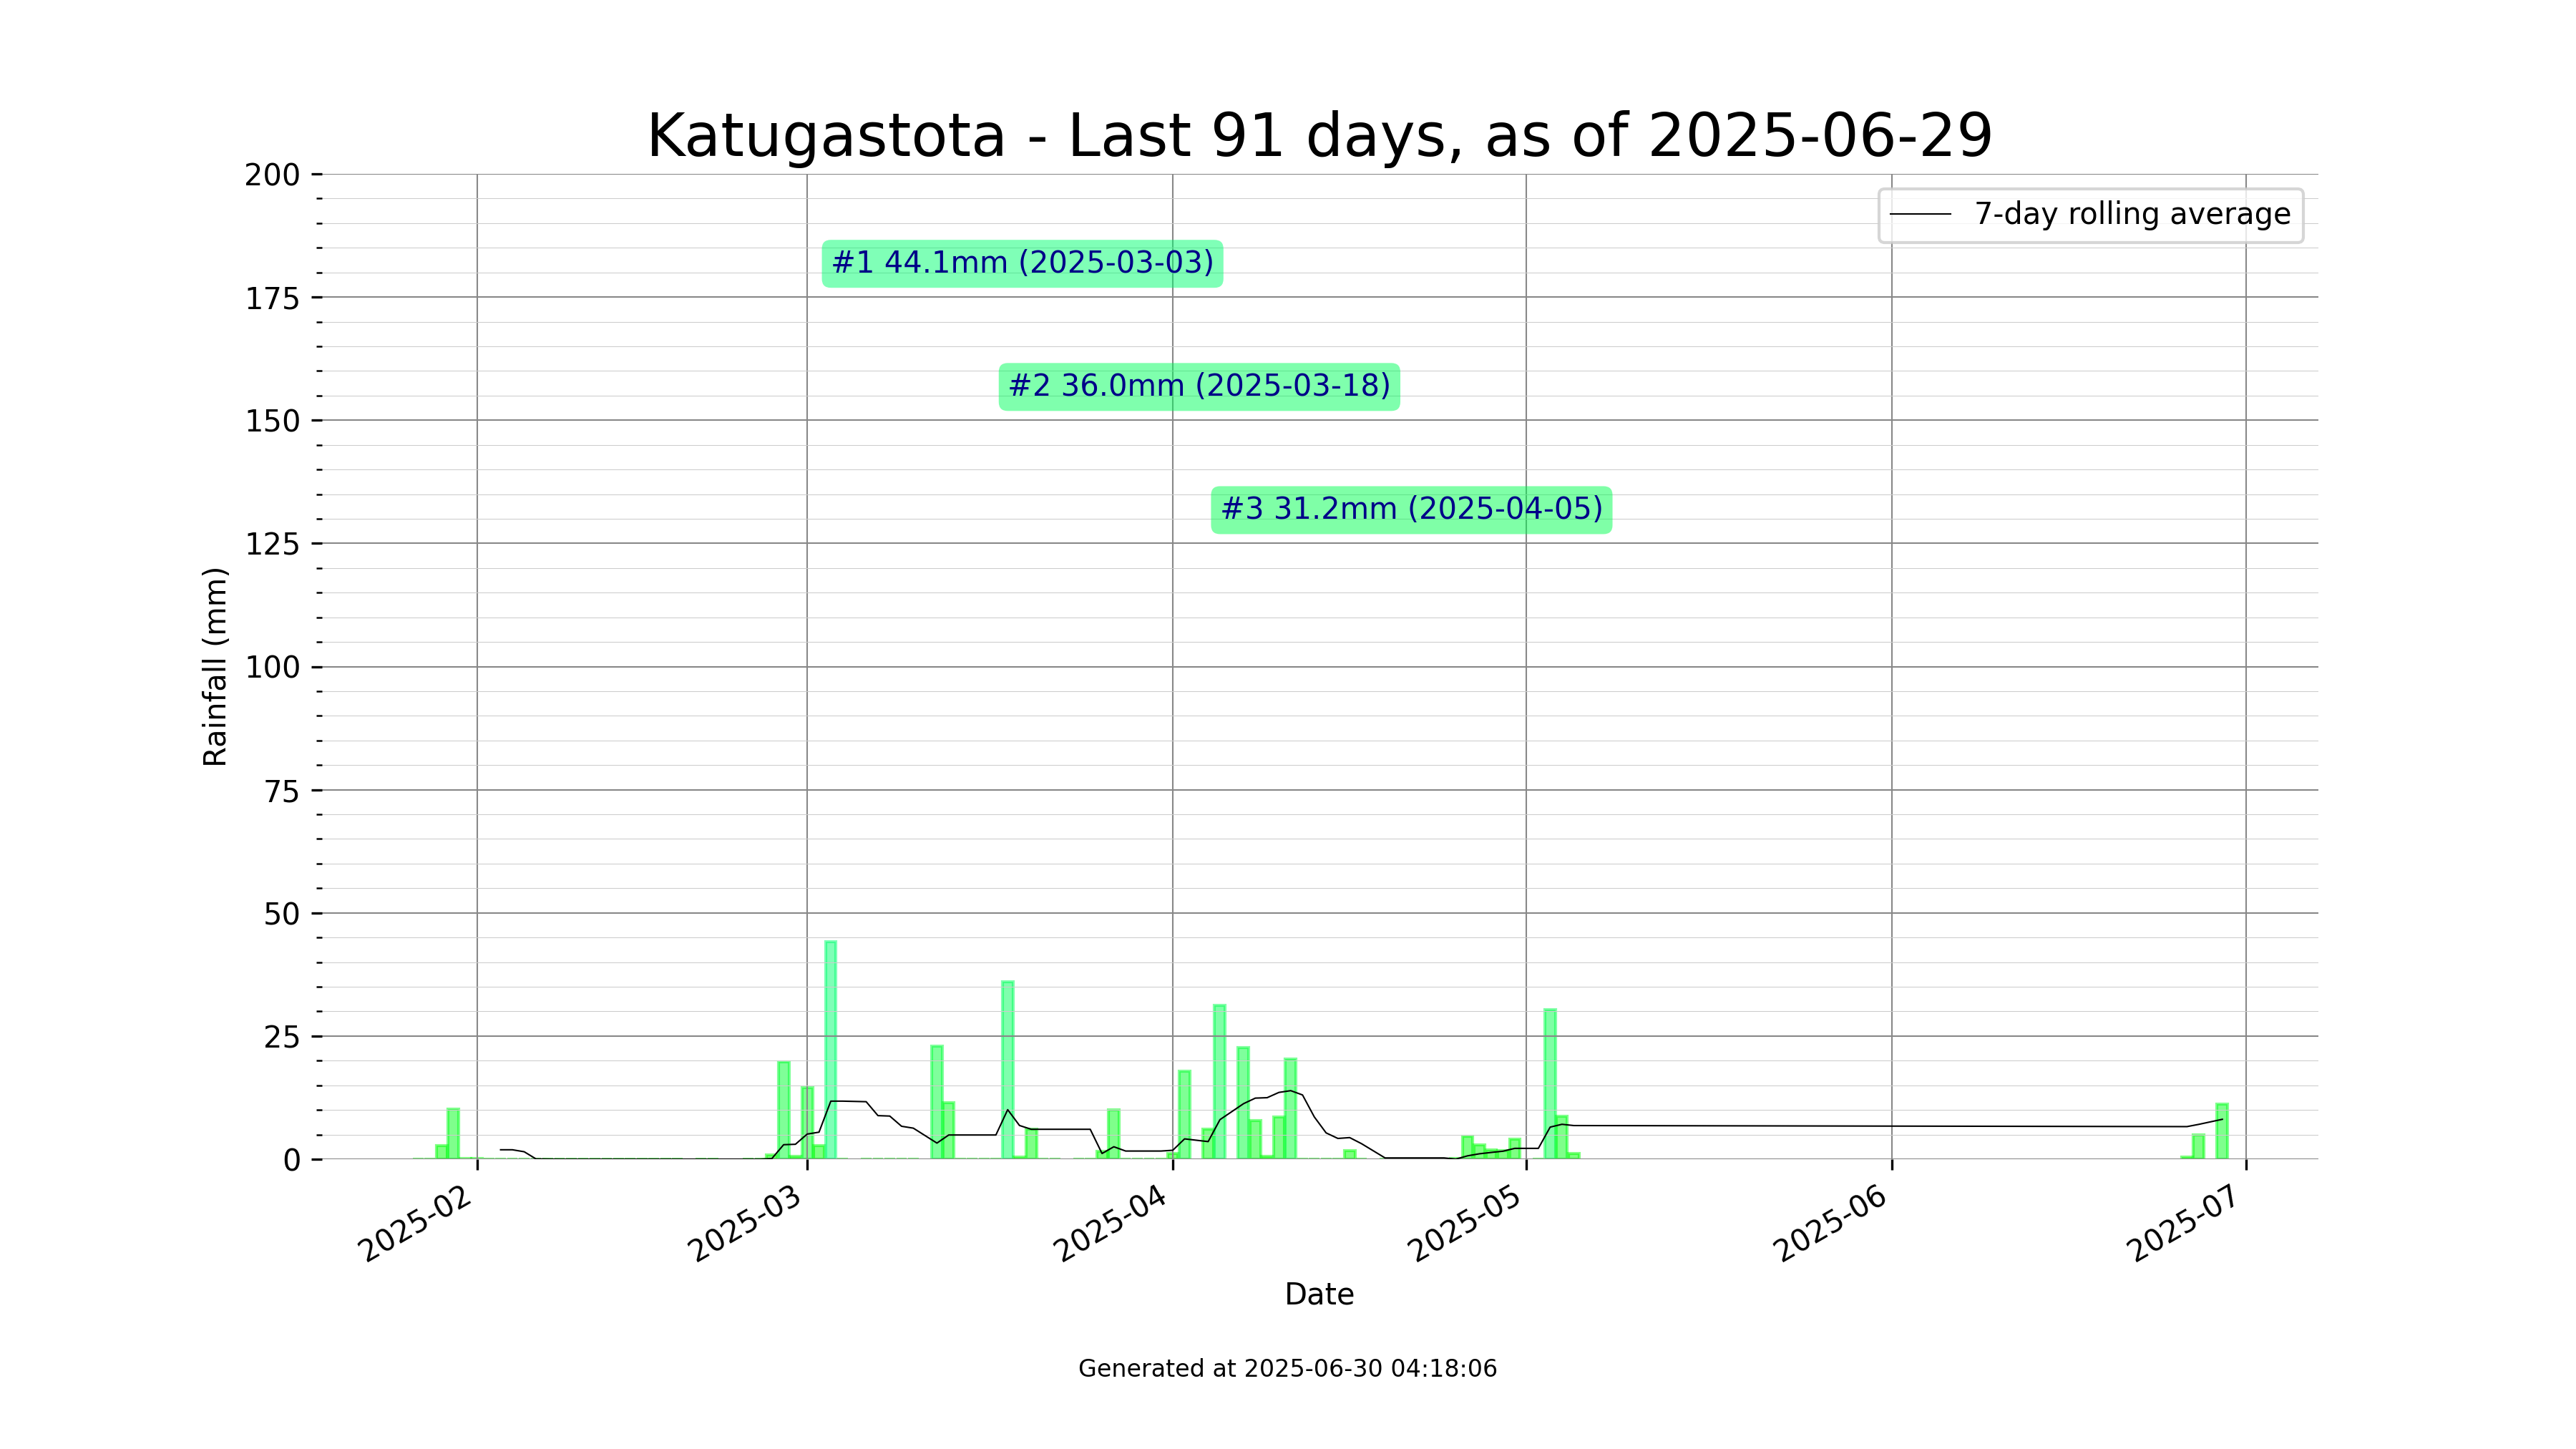 Katugastota - Last 91 days, as of 2025-06-29
7-day rolling average
#1 44.1mm (2025-03-03)
#2 36.0mm (2025-03-18)
#3 31.2mm (2025-04-05)
Rainfall (mm)
200
175
150
125
100
75
50
25
0
2025-02
2025-03
2025-04
2025-05
2025-06
2025-07
Date
Generated at 2025-06-30 04:18:06